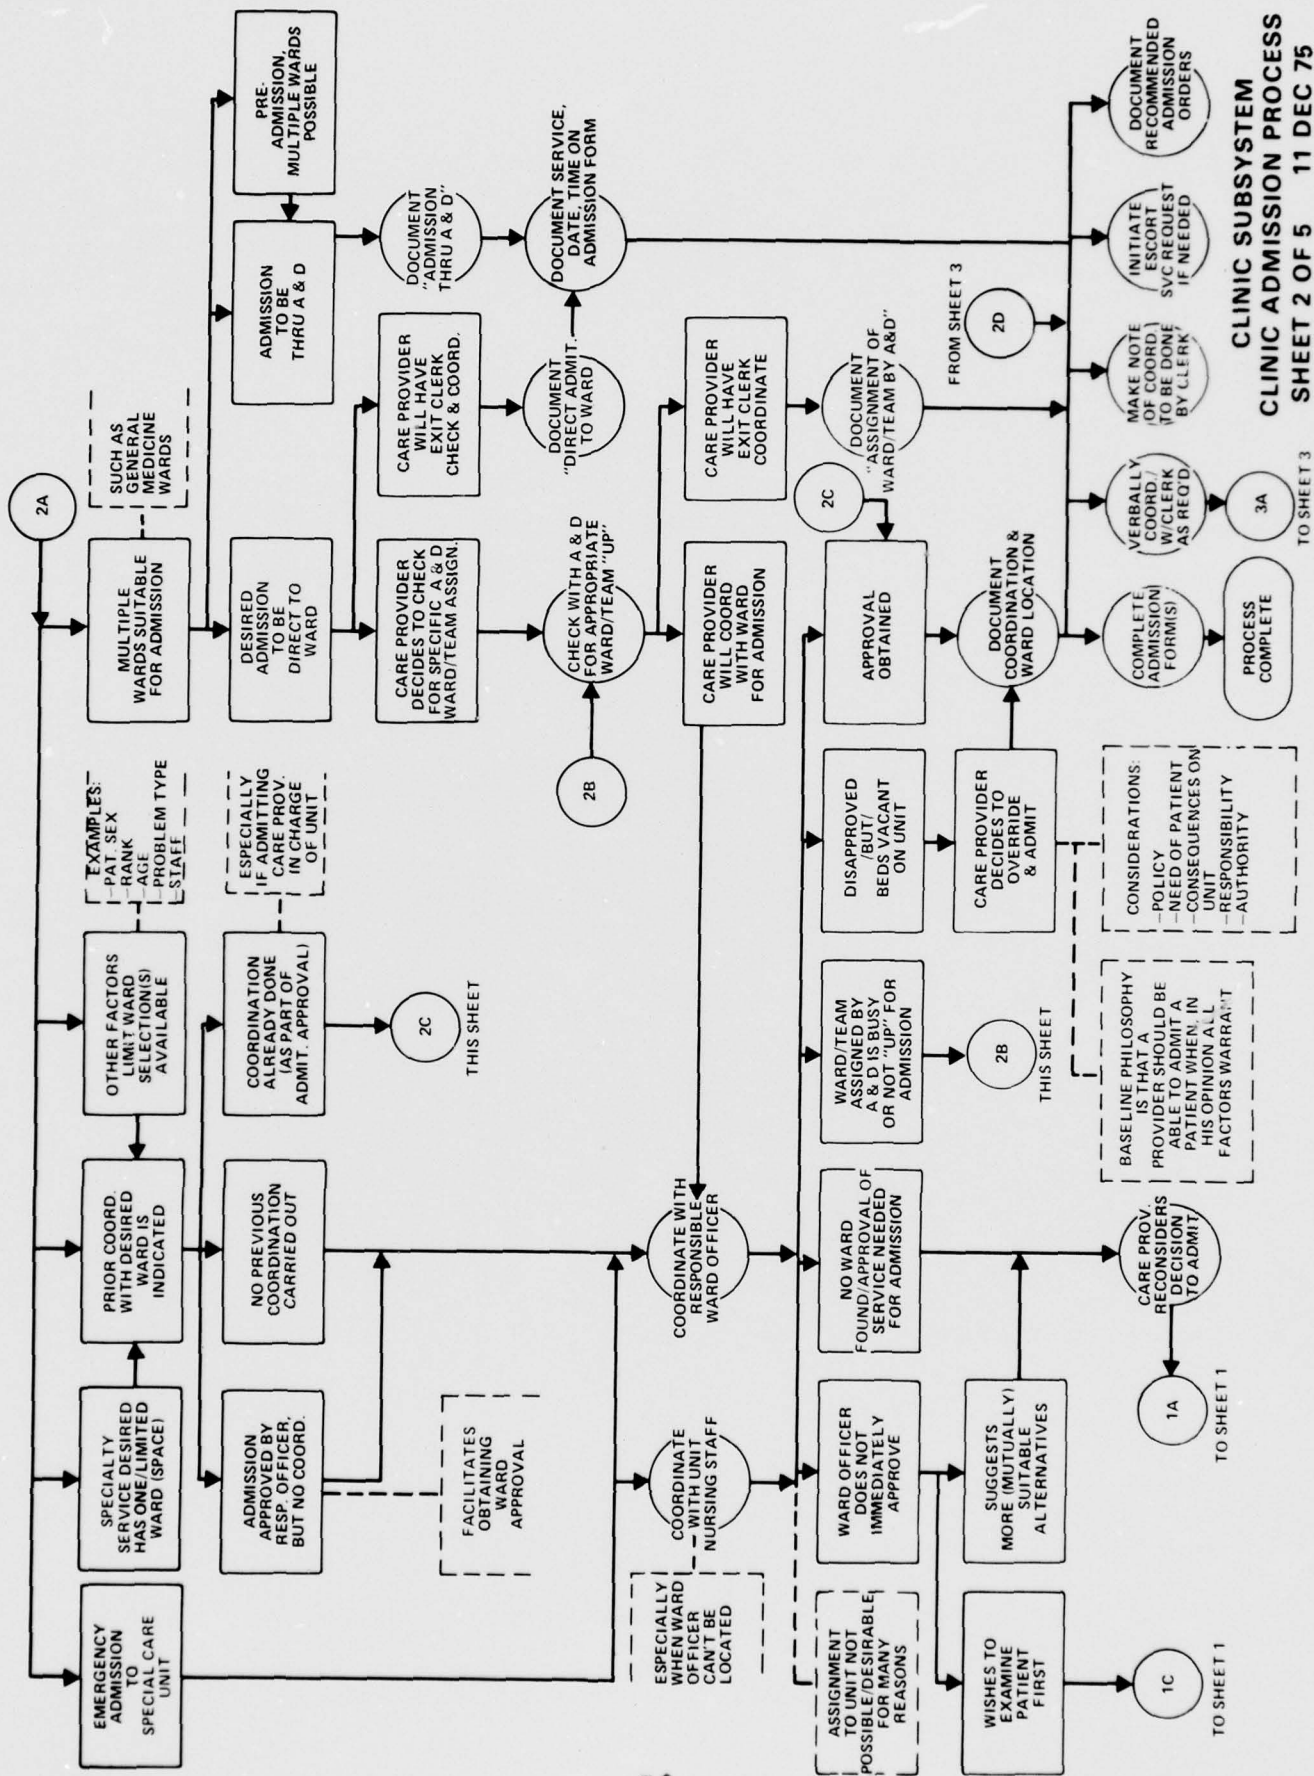 2A
EMERGENCY
ADMISSION
TO
SPECIAL CARE
UNIT
SPECIALTY
SERVICE DESIRED
HAS ONE/LIMITED
WARD (SPACE)
PRIOR COORD.
WITH DESIRED
WARD IS
INDICATED
OTHER FACTORS
LIMIT WARD
SELECTION(S)
AVAILABLE
EXAMPLES:
—PAT. SEX
—RANK
—AGE
—PROBLEM TYPE
—STAFF
MULTIPLE
WARDS SUITABLE
FOR ADMISSION
SUCH AS
GENERAL
MEDICINE
WARDS
ADMISSION
APPROVED BY
RESP. OFFICER,
BUT NO COORD.
NO PREVIOUS
COORDINATION
CARRIED OUT
COORDINATION
ALREADY DONE
(AS PART OF
ADMIT. APPROVAL)
ESPECIALLY
IF ADMITTING
CARE PROV.
IN CHARGE
OF UNIT
DESIRED
ADMISSION
TO BE
DIRECT TO
WARD
ADMISSION
TO BE
THRU A & D
PRE-
ADMISSION,
MULTIPLE WARDS
POSSIBLE
FACILITATES
OBTAINING
WARD
APPROVAL
2C
THIS SHEET
CARE PROVIDER
DECIDES TO CHECK
FOR SPECIFIC A & D
WARD/TEAM ASSIGN.
CARE PROVIDER
WILL HAVE
EXIT CLERK
CHECK & COORD.
DOCUMENT
"ADMISSION
THRU A & D"
2B
CHECK WITH A & D
FOR APPROPRIATE
WARD/TEAM "UP"
DOCUMENT
"DIRECT ADMIT.
TO WARD
DOCUMENT SERVICE,
DATE, TIME ON
ADMISSION FORM
ESPECIALLY
WHEN WARD
OFFICER
CAN'T BE
LOCATED
COORDINATE
WITH UNIT
NURSING STAFF
COORDINATE WITH
RESPONSIBLE
WARD OFFICER
CARE PROVIDER
WILL COORD
WITH WARD
FOR ADMISSION
CARE PROVIDER
WILL HAVE
EXIT CLERK
COORDINATE
ASSIGNMENT
TO UNIT NOT
POSSIBLE/DESIRABLE
FOR MANY
REASONS
WARD OFFICER
DOES NOT
IMMEDIATELY
APPROVE
NO WARD
FOUND/APPROVAL OF
SERVICE NEEDED
FOR ADMISSION
WARD/TEAM
ASSIGNED BY
A & D IS BUSY
OR NOT "UP" FOR
ADMISSION
DISAPPROVED
/BUT/
BEDS VACANT
ON UNIT
APPROVAL
OBTAINED
2C
DOCUMENT
"ASSIGNMENT OF
WARD/TEAM BY A&D"
WISHES TO
EXAMINE
PATIENT
FIRST
SUGGESTS
MORE (MUTUALLY)
SUITABLE
ALTERNATIVES
2B
THIS SHEET
CARE PROVIDER
DECIDES TO
OVERRIDE
& ADMIT
DOCUMENT
COORDINATION &
WARD LOCATION
FROM SHEET 3
2D
1C
TO SHEET 1
1A
TO SHEET 1
CARE PROV.
RECONSIDERS
DECISION
TO ADMIT
BASELINE PHILOSOPHY
IS THAT A
PROVIDER SHOULD BE
ABLE TO ADMIT A
PATIENT WHEN, IN
HIS OPINION ALL
FACTORS WARRANT
CONSIDERATIONS:
—POLICY
—NEED OF PATIENT
—CONSEQUENCES ON
UNIT
—RESPONSIBILITY
—AUTHORITY
COMPLETE
ADMISSION
FORM(S)
VERBALLY
COORD.
W/CLERK
AS REQ'D
MAKE NOTE
OF COORD.
TO BE DONE
BY CLERK
INITIATE
ESCORT
SVC REQUEST
IF NEEDED
DOCUMENT
RECOMMENDED
ADMISSION
ORDERS
PROCESS
COMPLETE
3A
TO SHEET 3
CLINIC SUBSYSTEM
CLINIC ADMISSION PROCESS
SHEET 2 OF 5 11 DEC 75